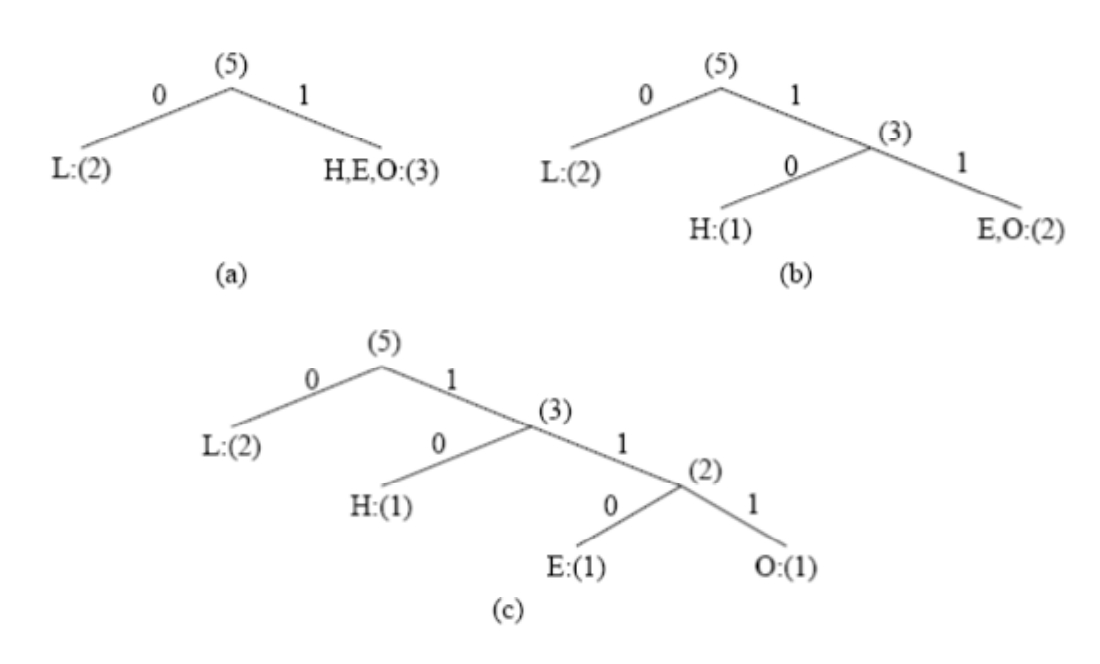 (5) (5)
0 1 0 1
(3)
L:(2) H,E,O:(3) L:(2) 0 1
H:(1) E,O:(2)
(a) (b)
(5)
0 1
(3)
L:(2) 0 1
(2)
H:(1) 0 1
E:(1) O:(1)
(c)